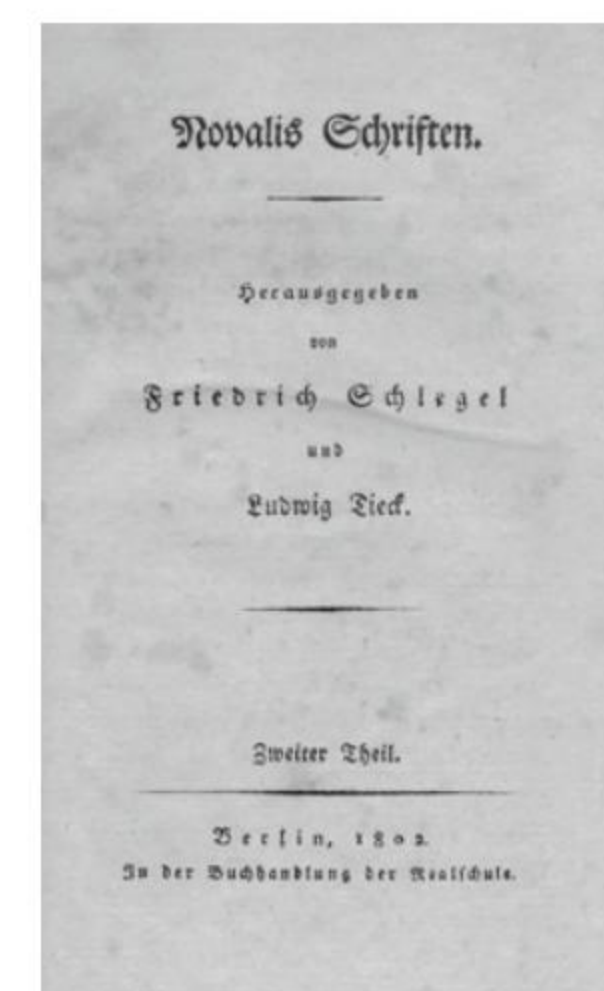 Novalis Schriften.
Herausgegeben
von
Friedrich Schlegel
und
Ludwig Tieck.
Zweiter Theil.
Berlin, 1802.
In der Buchhandlung der Realschule.